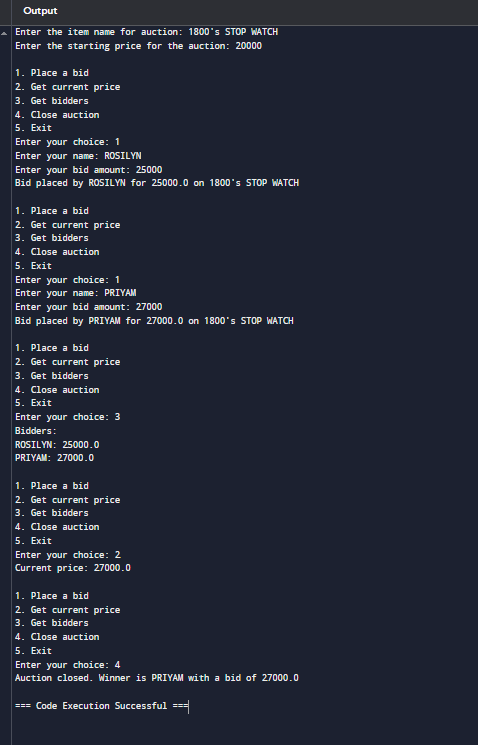 Output
Enter the item name for auction: 1800's STOP WATCH
Enter the starting price for the auction: 20000
1. Place a bid
2. Get current price
3. Get bidders
4. Close auction
5. Exit
Enter your choice: 1
Enter your name: ROSILYN
Enter your bid amount: 25000
Bid placed by ROSILYN for 25000.0 on 1800's STOP WATCH
1. Place a bid
2. Get current price
3. Get bidders
4. Close auction
5. Exit
Enter your choice: 1
Enter your name: PRIYAM
Enter your bid amount: 27000
Bid placed by PRIYAM for 27000.0 on 1800's STOP WATCH
1. Place a bid
2. Get current price
3. Get bidders
4. Close auction
5. Exit
Enter your choice: 3
Bidders:
ROSILYN: 25000.0
PRIYAM: 27000.0
1. Place a bid
2. Get current price
3. Get bidders
4. Close auction
5. Exit
Enter your choice: 2
Current price: 27000.0
1. Place a bid
2. Get current price
3. Get bidders
4. Close auction
5. Exit
Enter your choice: 4
Auction closed. Winner is PRIYAM with a bid of 27000.0
=== Code Execution Successful ===